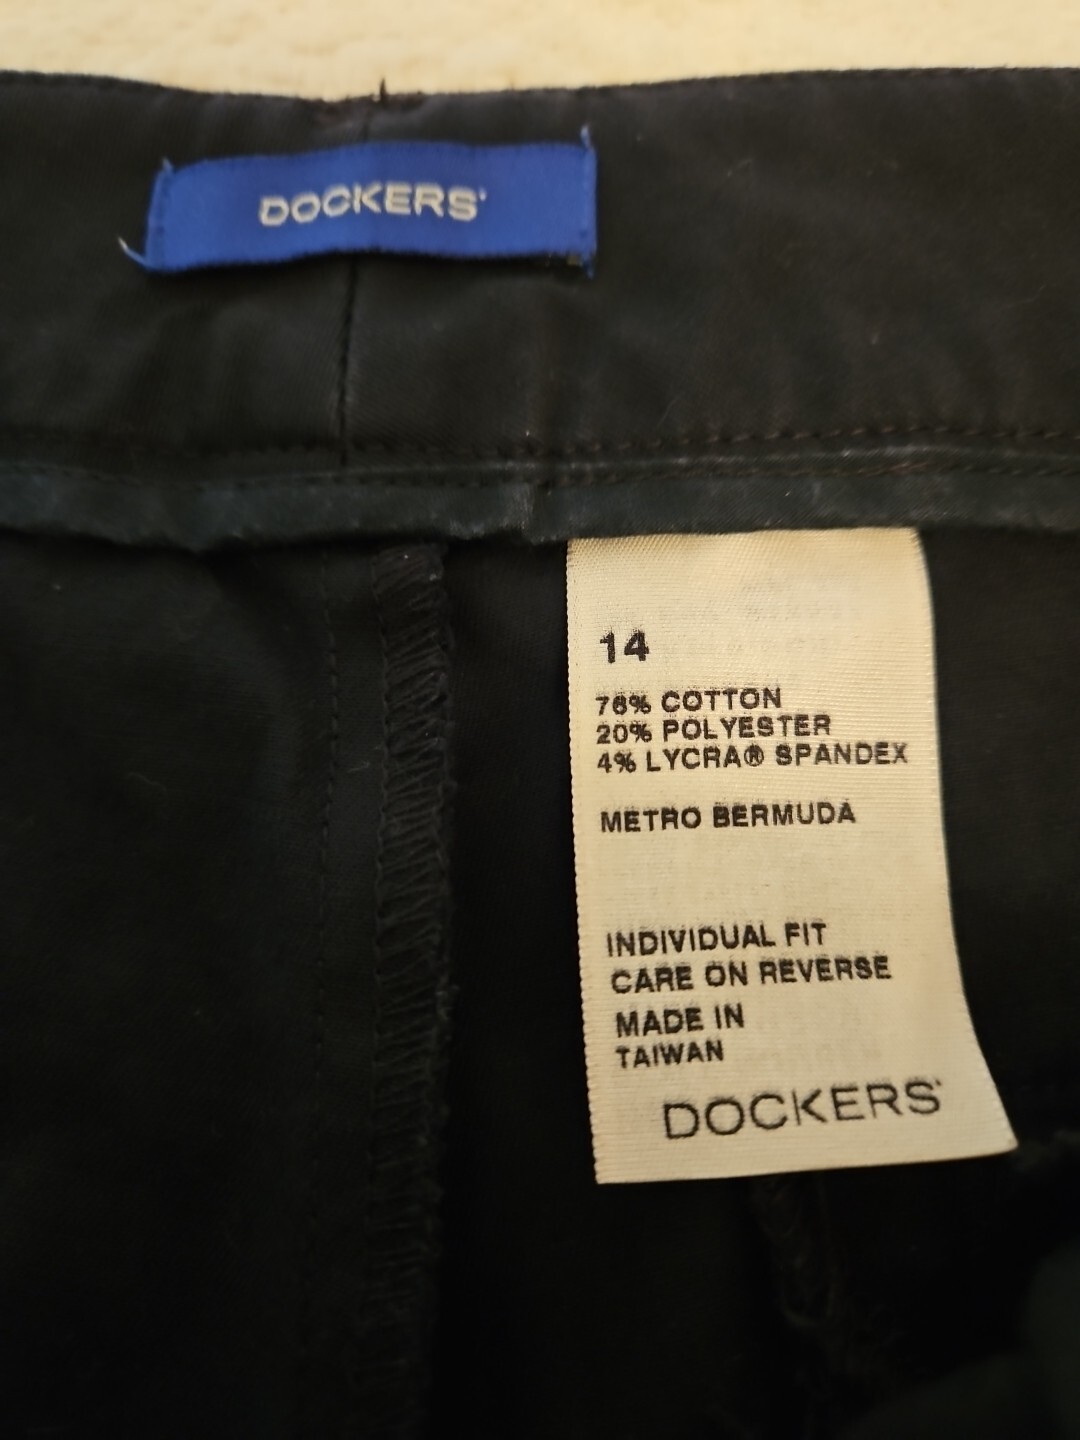 DOCKERS
14
76% COTTON
20% POLYESTER
4% LYCRA® SPANDEX
METRO BERMUDA
INDIVIDUAL FIT
CARE ON REVERSE
MADE IN
TAIWAN
DOCKERS